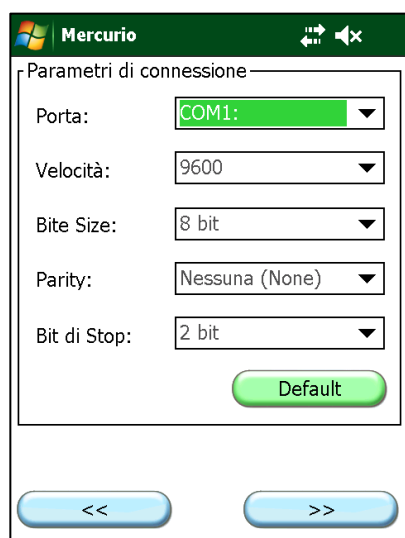 Mercurio
Parametri di connessione
Porta: COM1:
Velocità: 9600
Bite Size: 8 bit
Parity: Nessuna (None)
Bit di Stop: 2 bit
Default
<< >>